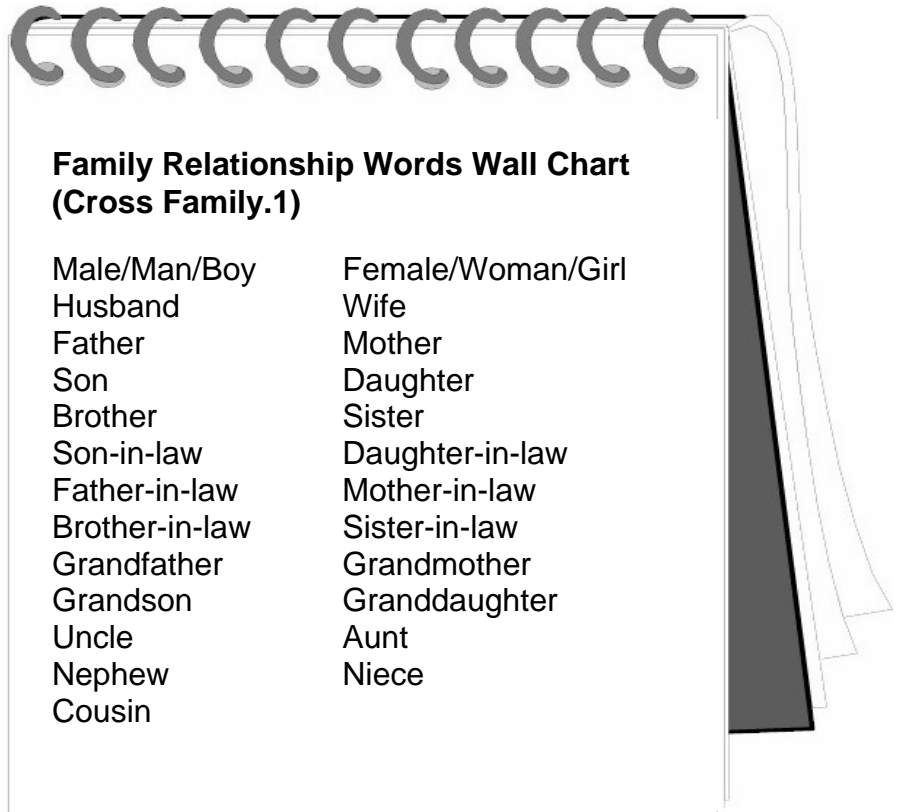 Family Relationship Words Wall Chart
(Cross Family.1)
Male/Man/Boy Female/Woman/Girl
Husband Wife
Father Mother
Son Daughter
Brother Sister
Son-in-law Daughter-in-law
Father-in-law Mother-in-law
Brother-in-law Sister-in-law
Grandfather Grandmother
Grandson Granddaughter
Uncle Aunt
Nephew Niece
Cousin